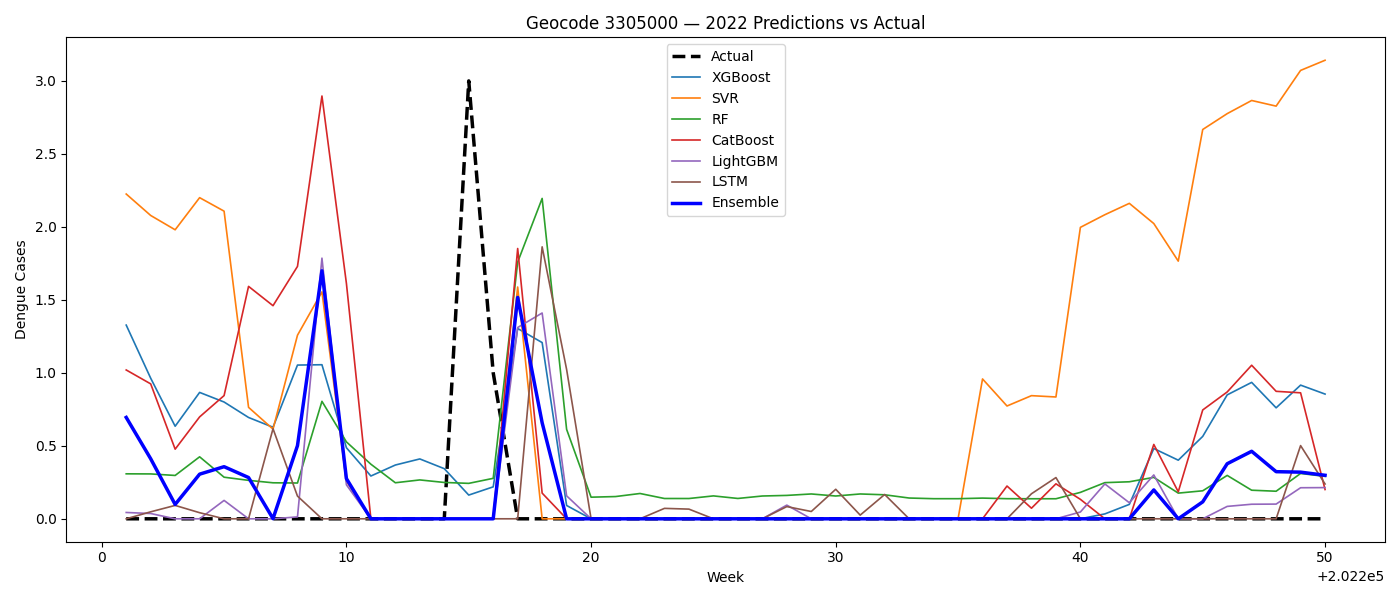 Geocode 3305000 — 2022 Predictions vs Actual
Dengue Cases
3.0
2.5
2.0
1.5
1.0
0.5
0.0
Actual
XGBoost
SVR
RF
CatBoost
LightGBM
LSTM
Ensemble
0 10 20 30 40 50
+2.022e5
Week